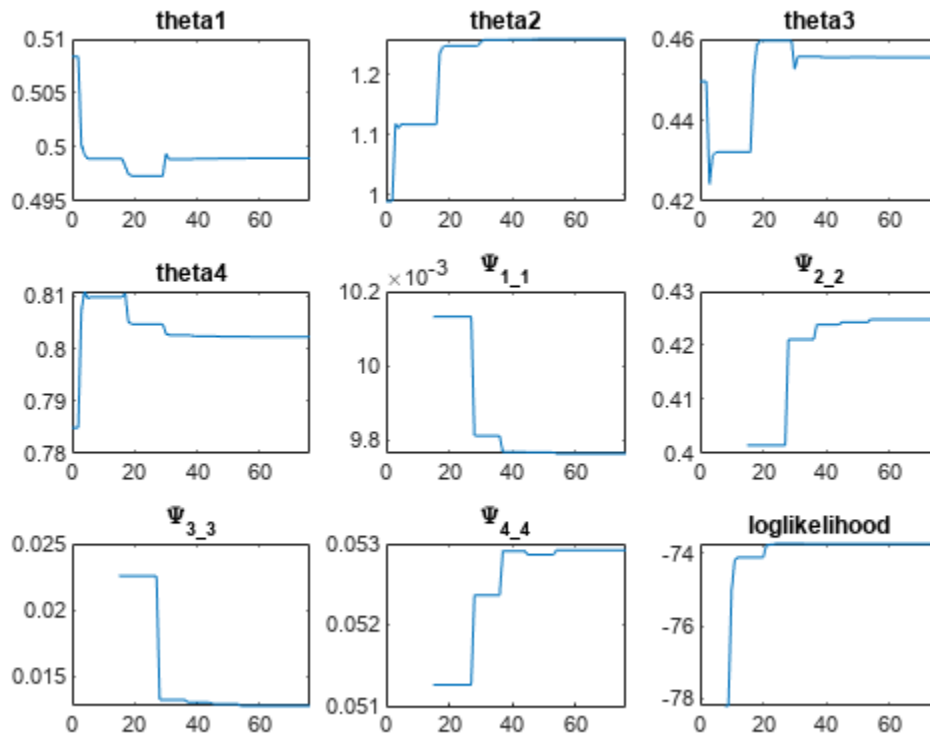 theta1
theta2
theta3
0.51
0.505
0.5
0.495
0 20 40 60
1.2
1.1
1
0 20 40 60
0.46
0.44
0.42
0 20 40 60
theta4
Ψ1_1
Ψ2_2
0.81
0.8
0.79
0.78
0 20 40 60
×10-3
10.2
10
9.8
0 20 40 60
0.43
0.42
0.41
0.4
0 20 40 60
Ψ3_3
Ψ4_4
loglikelihood
0.025
0.02
0.015
0 20 40 60
0.053
0.052
0.051
0 20 40 60
-74
-76
-78
0 20 40 60